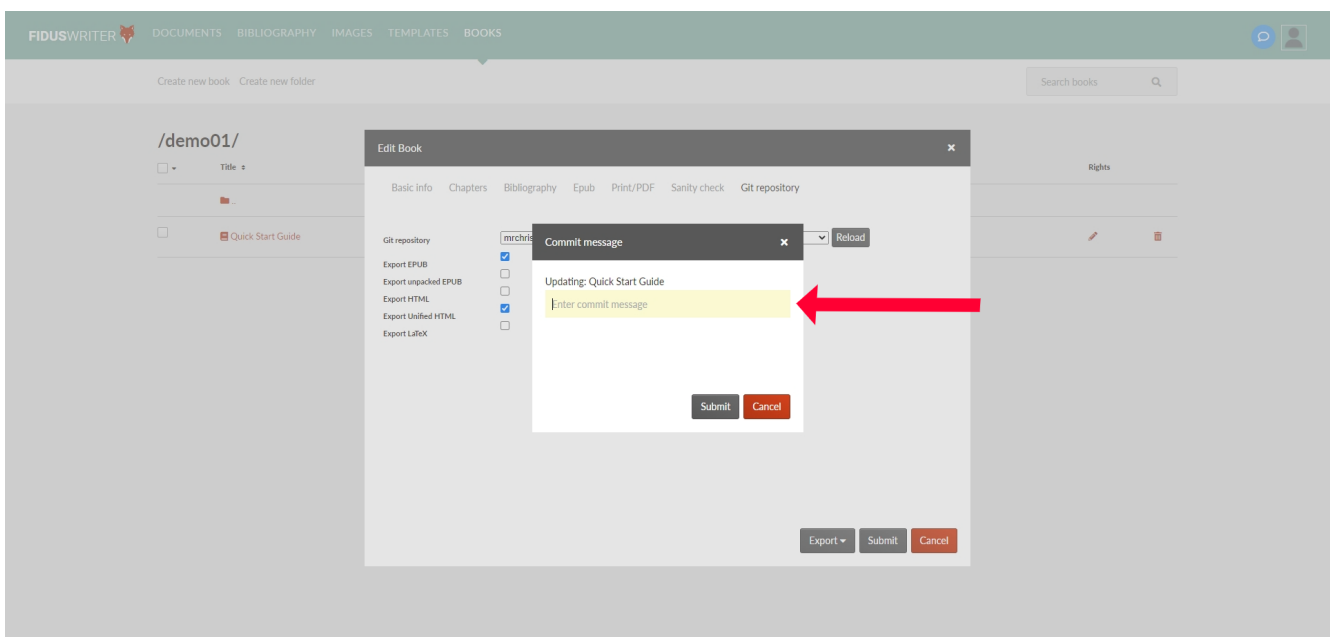 FIDUSWRITER DOCUMENTS BIBLIOGRAPHY IMAGES TEMPLATES BOOKS
Create new book Create new folder
Search books
/demo01/
Title
Rights
..
Quick Start Guide
Edit Book
Basic info Chapters Bibliography Epub Print/PDF Sanity check Git repository
Git repository mrchris Reload
Export EPUB
Export unpacked EPUB
Export HTML
Export Unified HTML
Export LaTeX
Commit message
Updating: Quick Start Guide
Enter commit message
Submit Cancel
Export Submit Cancel